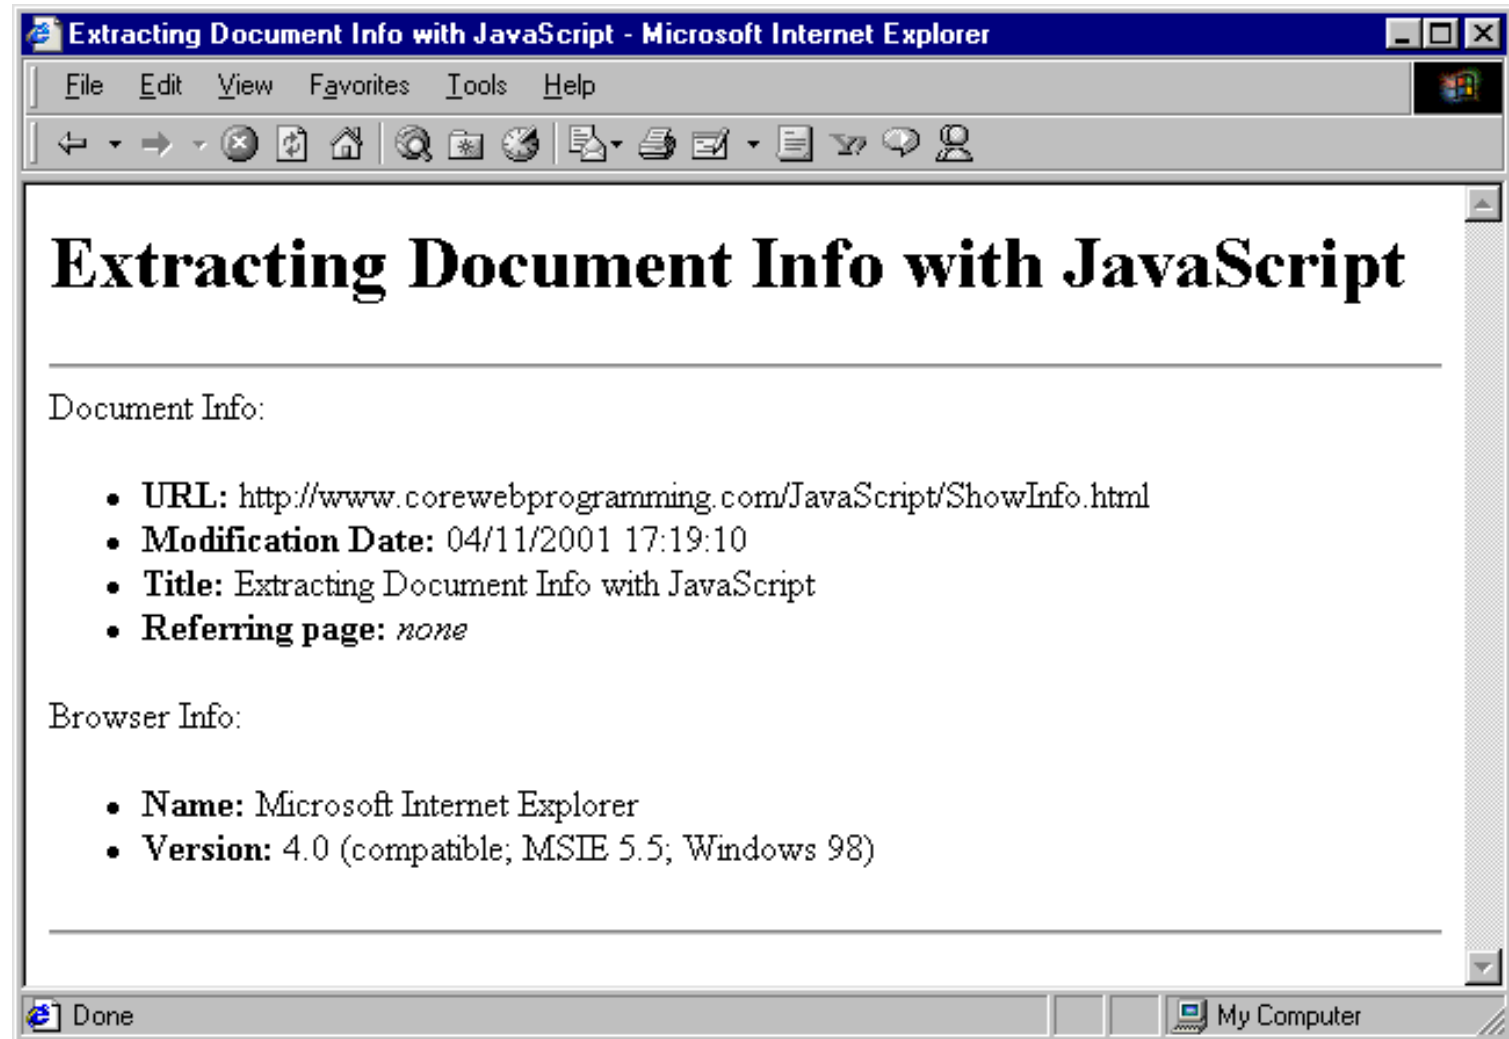 Extracting Document Info with JavaScript - Microsoft Internet Explorer
File Edit View Favorites Tools Help
Extracting Document Info with JavaScript
Document Info:
• URL: http://www.corewebprogramming.com/JavaScript/ShowInfo.html
• Modification Date: 04/11/2001 17:19:10
• Title: Extracting Document Info with JavaScript
• Referring page: none
Browser Info:
• Name: Microsoft Internet Explorer
• Version: 4.0 (compatible; MSIE 5.5; Windows 98)
Done My Computer